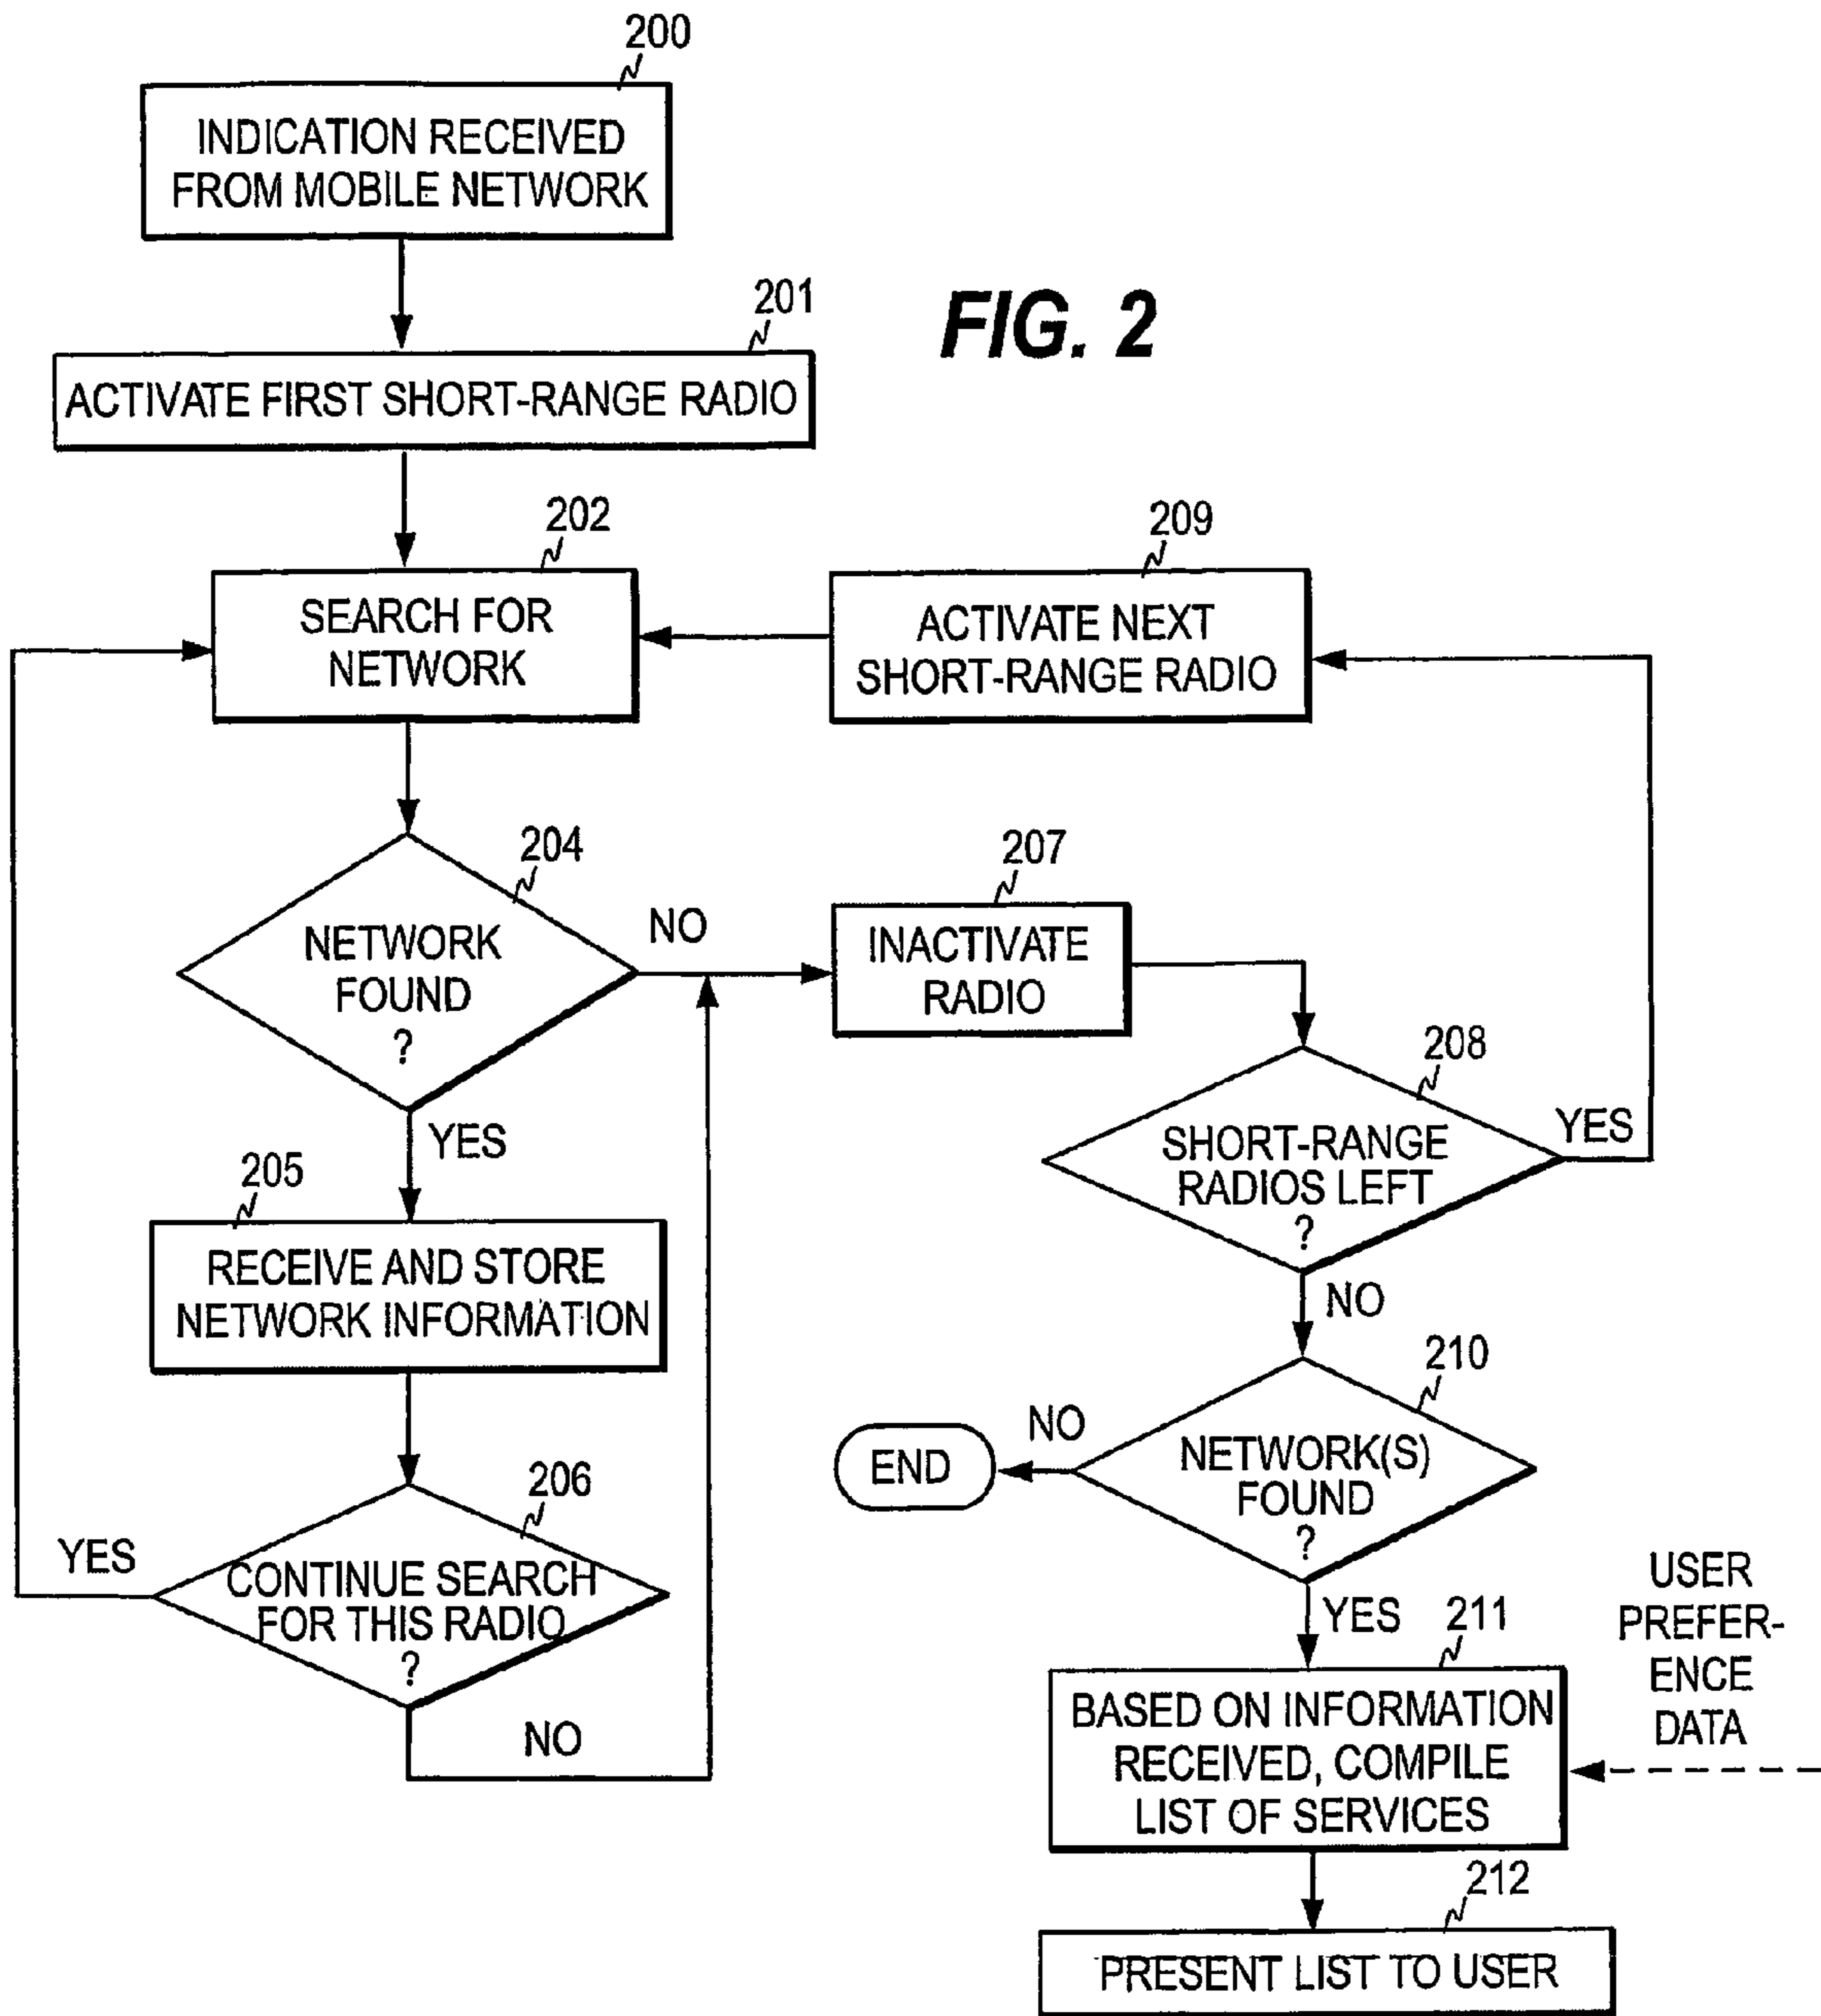 200
INDICATION RECEIVED
FROM MOBILE NETWORK
FIG. 2
201
ACTIVATE FIRST SHORT-RANGE RADIO
202
SEARCH FOR
NETWORK
209
ACTIVATE NEXT
SHORT-RANGE RADIO
204
NETWORK
FOUND
?
NO
YES
207
INACTIVATE
RADIO
208
SHORT-RANGE
RADIOS LEFT
?
YES
NO
205
RECEIVE AND STORE
NETWORK INFORMATION
206
CONTINUE SEARCH
FOR THIS RADIO
?
YES
NO
210
NETWORK(S)
FOUND
?
NO
END
YES
USER
PREFER-
ENCE
DATA
211
BASED ON INFORMATION
RECEIVED, COMPILE
LIST OF SERVICES
212
PRESENT LIST TO USER